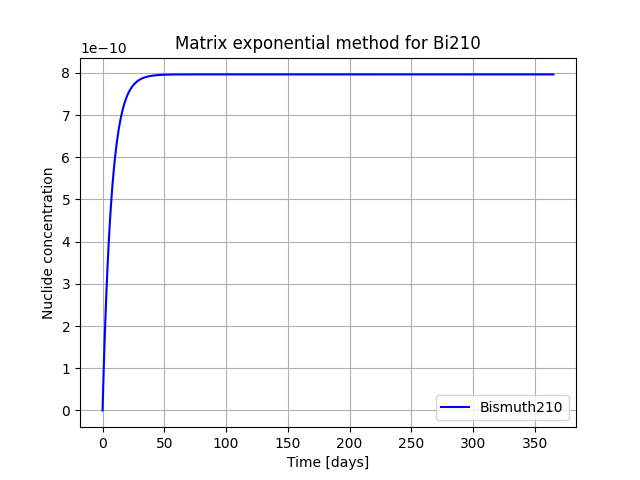 Matrix exponential method for Bi210
1e−10
8
7
6
5
4
3
2
1
0
Nuclide concentration
0 50 100 150 200 250 300 350
Time [days]
Bismuth210